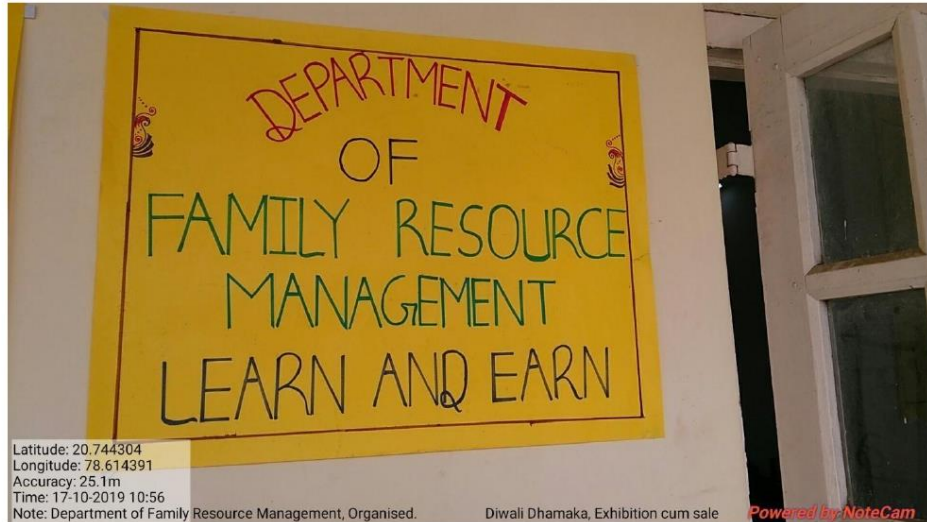 DEPARTMENT
OF
FAMILY RESOURCE
MANAGEMENT
LEARN AND EARN
Latitude: 20.744304
Longitude: 78.614391
Accuracy: 25.1m
Time: 17-10-2019 10:56
Note: Department of Family Resource Management, Organised. Diwali Dhamaka, Exhibition cum sale
Powered by NoteCam